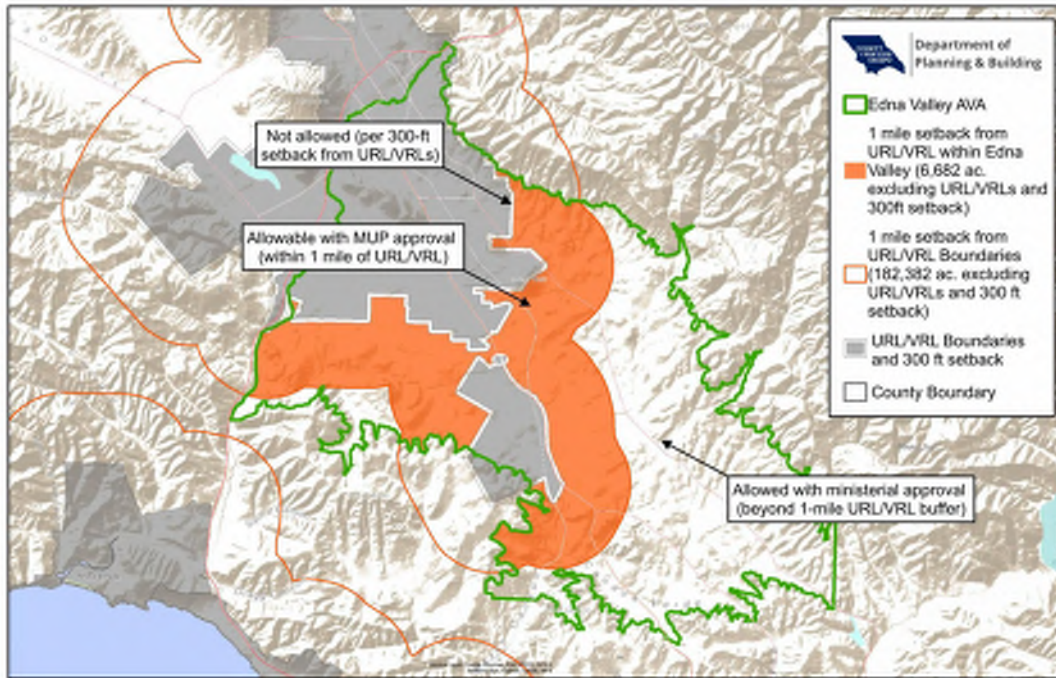 Department of
Planning & Building
Edna Valley AVA
1 mile setback from
URL/VRL within Edna
Valley (6,682 ac.
excluding URL/VRLs and
300ft setback)
1 mile setback from
URL/VRL Boundaries
(182,382 ac. excluding
URL/VRLs and 300 ft
setback)
URL/VRL Boundaries
and 300 ft setback
County Boundary
Not allowed (per 300-ft
setback from URL/VRLs)
Allowable with MUP approval
(within 1 mile of URL/VRL)
Allowed with ministerial approval
(beyond 1-mile URL/VRL buffer)